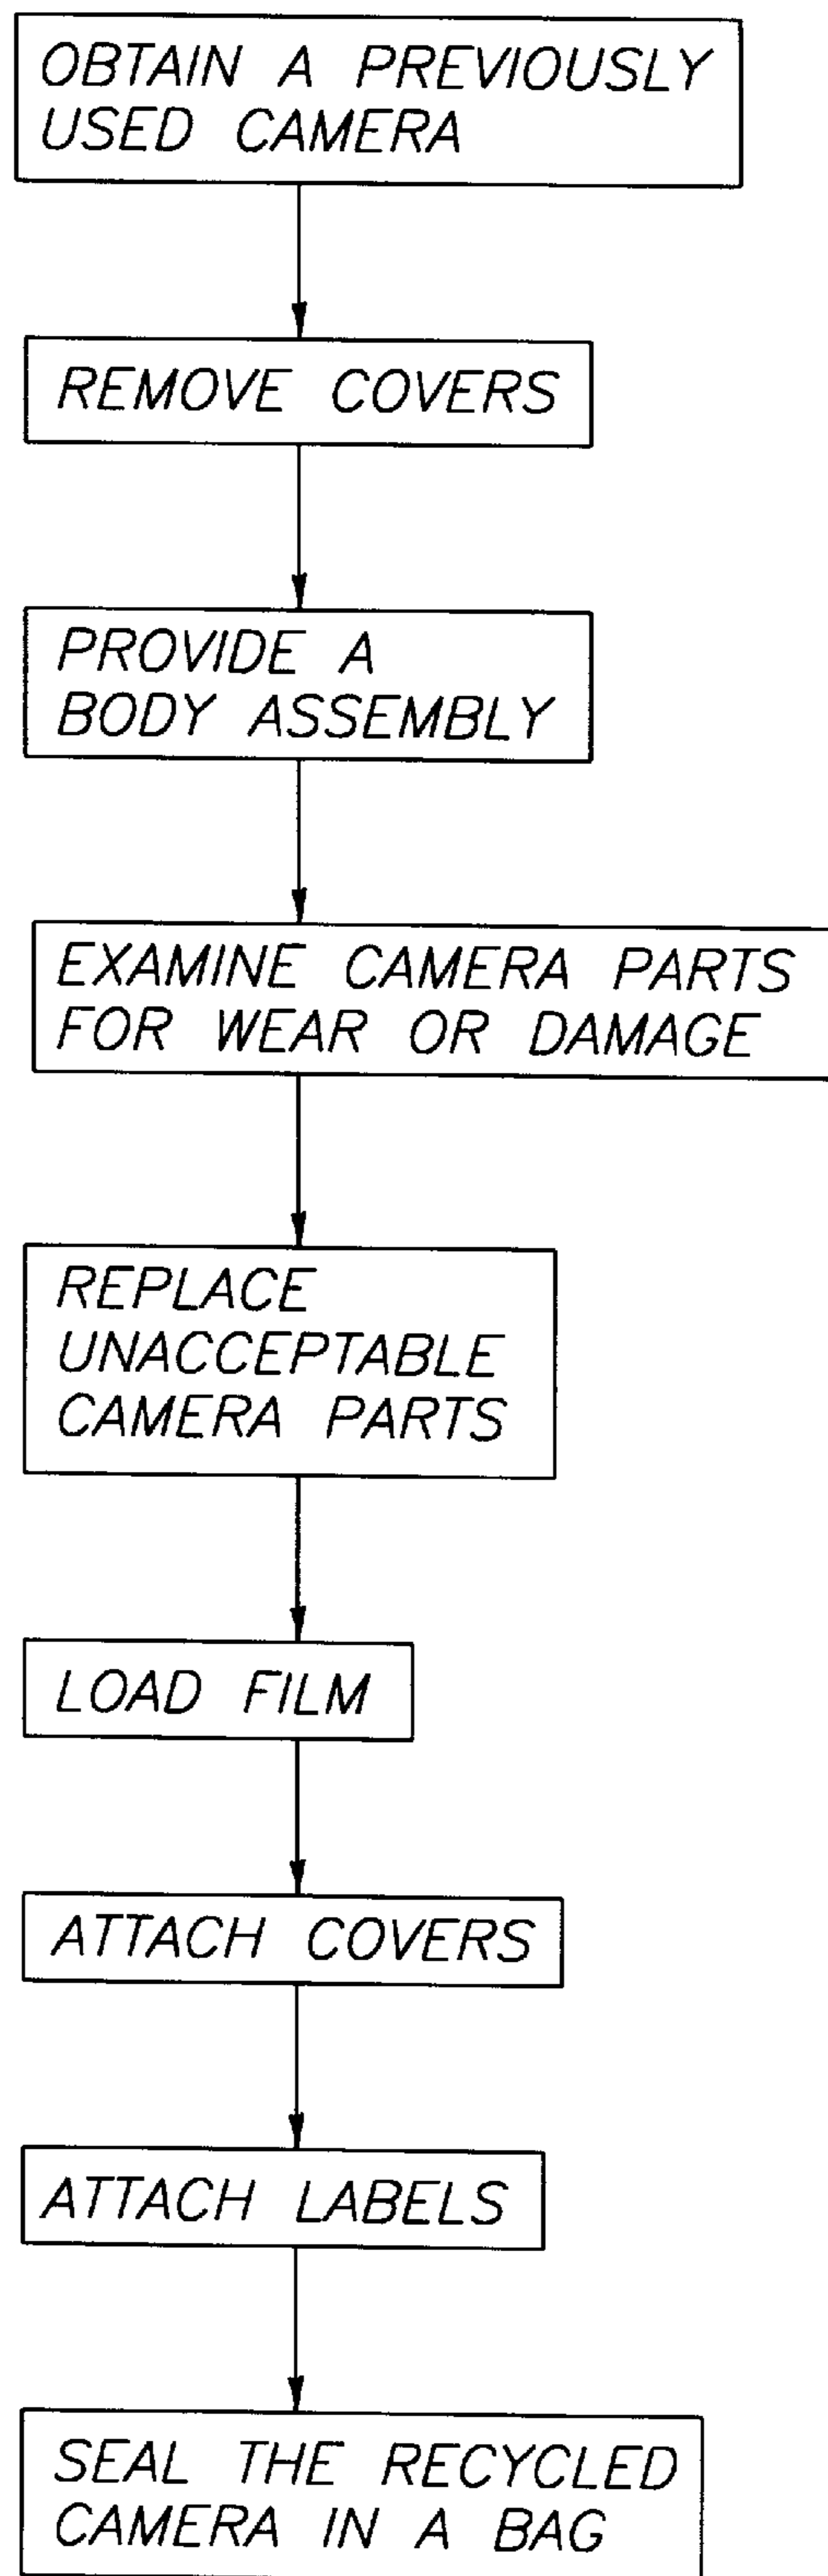 OBTAIN A PREVIOUSLY
USED CAMERA
REMOVE COVERS
PROVIDE A
BODY ASSEMBLY
EXAMINE CAMERA PARTS
FOR WEAR OR DAMAGE
REPLACE
UNACCEPTABLE
CAMERA PARTS
LOAD FILM
ATTACH COVERS
ATTACH LABELS
SEAL THE RECYCLED
CAMERA IN A BAG